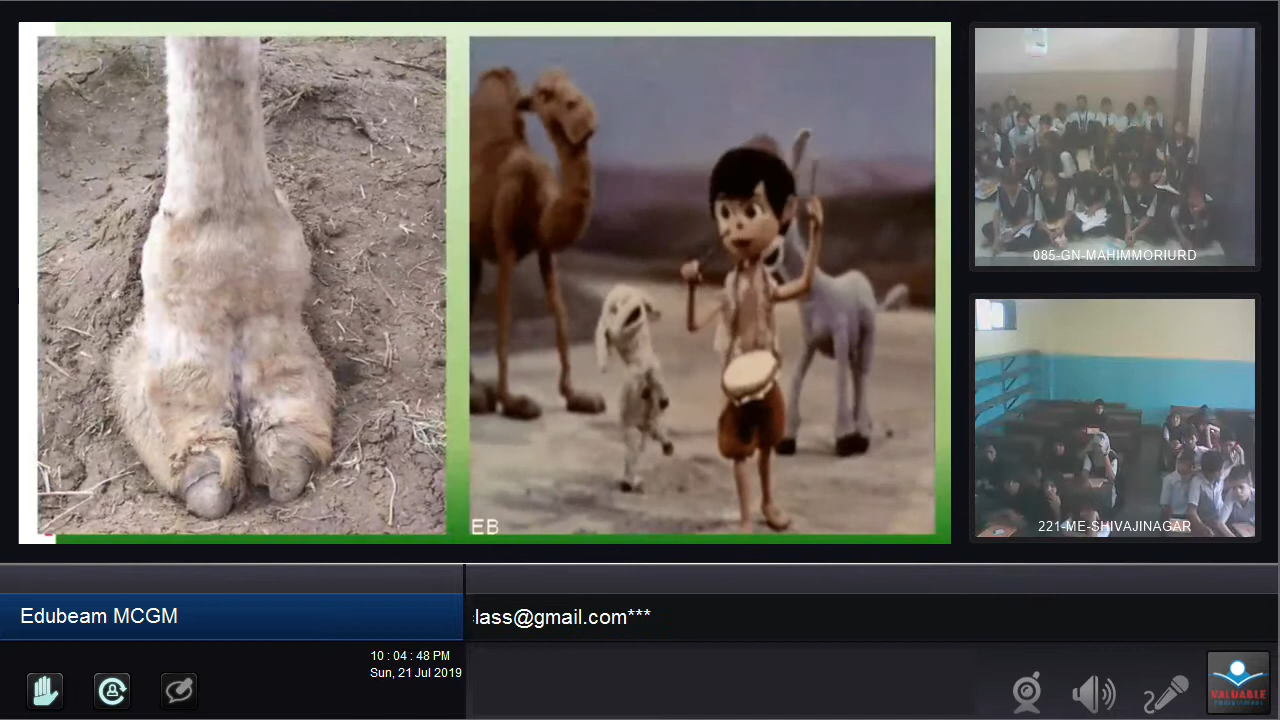 EB
085-GN-MAHIMMORIURD
221-ME-SHIVAJINAGAR
Edubeam MCGM
lass@gmail.com***
10 : 04 : 48 PM
Sun, 21 Jul 2019
VALUABLE